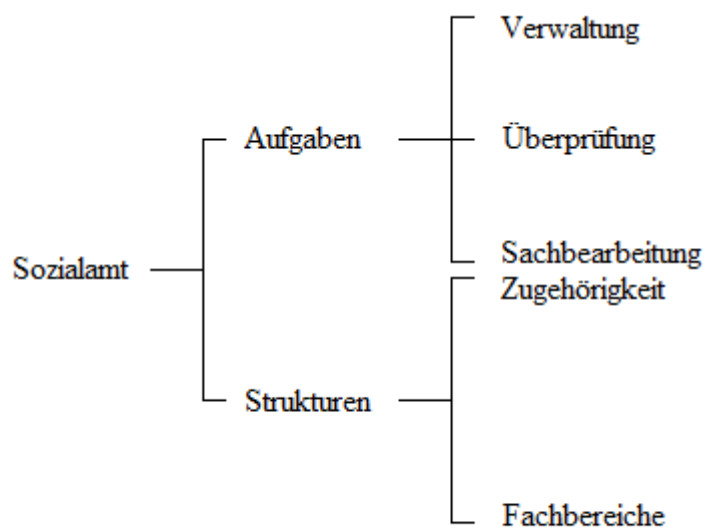 Verwaltung
Aufgaben
Überprüfung
Sachbearbeitung
Sozialamt
Zugehörigkeit
Strukturen
Fachbereiche